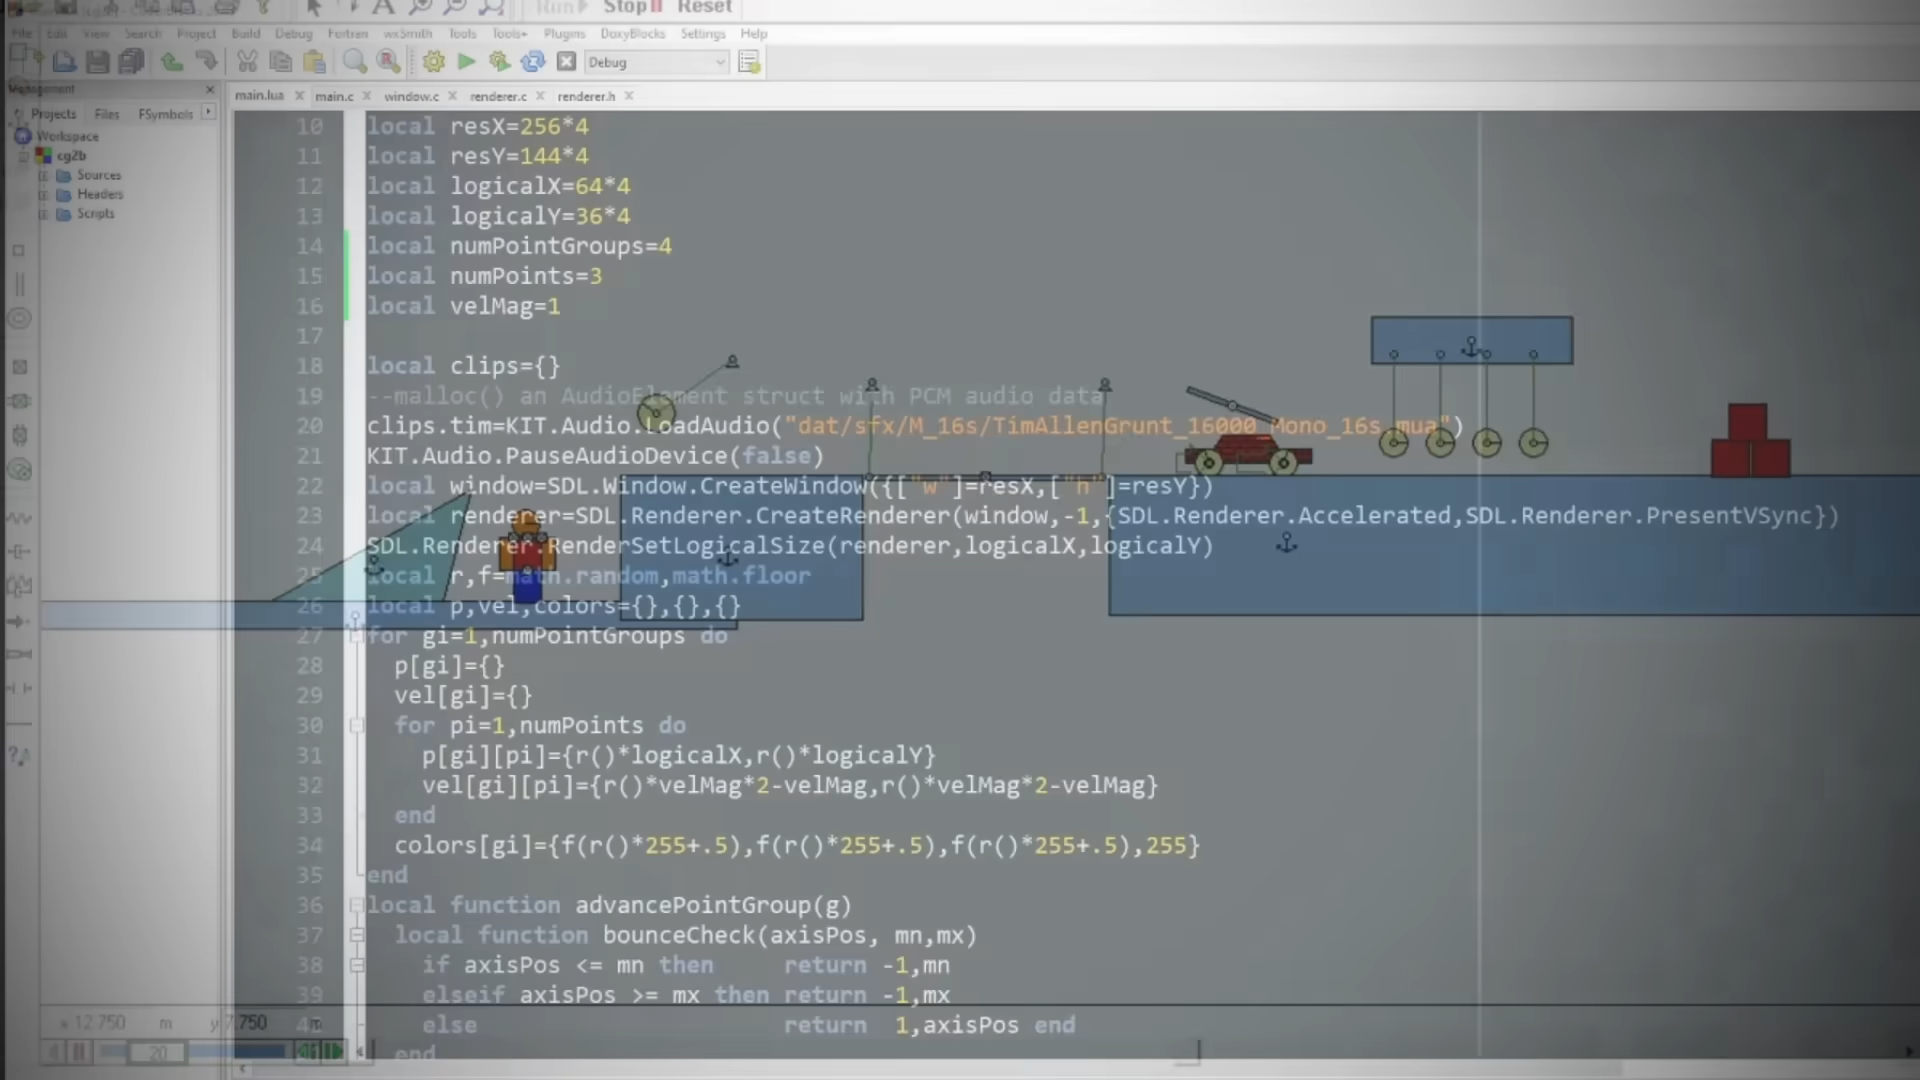 Run Stop Reset
File Edit View Search Project Build Debug Fortran wxSmith Tools Tools+ Plugins DoxyBlocks Settings Help
Debug
Management
main.lua main.c window.c renderer.c renderer.h
Projects Files FSymbols
Workspace
cg2b
Sources
Headers
Scripts
10 local resX=256*4
11 local resY=144*4
12 local logicalX=64*4
13 local logicalY=36*4
14 local numPointGroups=4
15 local numPoints=3
16 local velMag=1
17
18 local clips={}
19 --malloc() an AudioElement struct with PCM audio data
20 clips.tim=KIT.Audio.LoadAudio("dat/sfx/M_16s/TimAllenGrunt_16000_Mono_16s.mua")
21 KIT.Audio.PauseAudioDevice(false)
22 local window=SDL.Window.CreateWindow({["w"]=resX,["h"]=resY})
23 local renderer=SDL.Renderer.CreateRenderer(window,-1,{SDL.Renderer.Accelerated,SDL.Renderer.PresentVSync})
24 SDL.Renderer.RenderSetLogicalSize(renderer,logicalX,logicalY)
25 local r,f=math.random,math.floor
26 local p,vel,colors={},{},{}
27 for gi=1,numPointGroups do
28 p[gi]={}
29 vel[gi]={}
30 for pi=1,numPoints do
31 p[gi][pi]={r()*logicalX,r()*logicalY}
32 vel[gi][pi]={r()*velMag*2-velMag,r()*velMag*2-velMag}
33 end
34 colors[gi]={f(r()*255+.5),f(r()*255+.5),f(r()*255+.5),255}
35 end
36 local function advancePointGroup(g)
37 local function bounceCheck(axisPos, mn,mx)
38 if axisPos <= mn then return -1,mn
39 elseif axisPos >= mx then return -1,mx
else return 1,axisPos end
end
x 12.750 m y 7.750 m
20